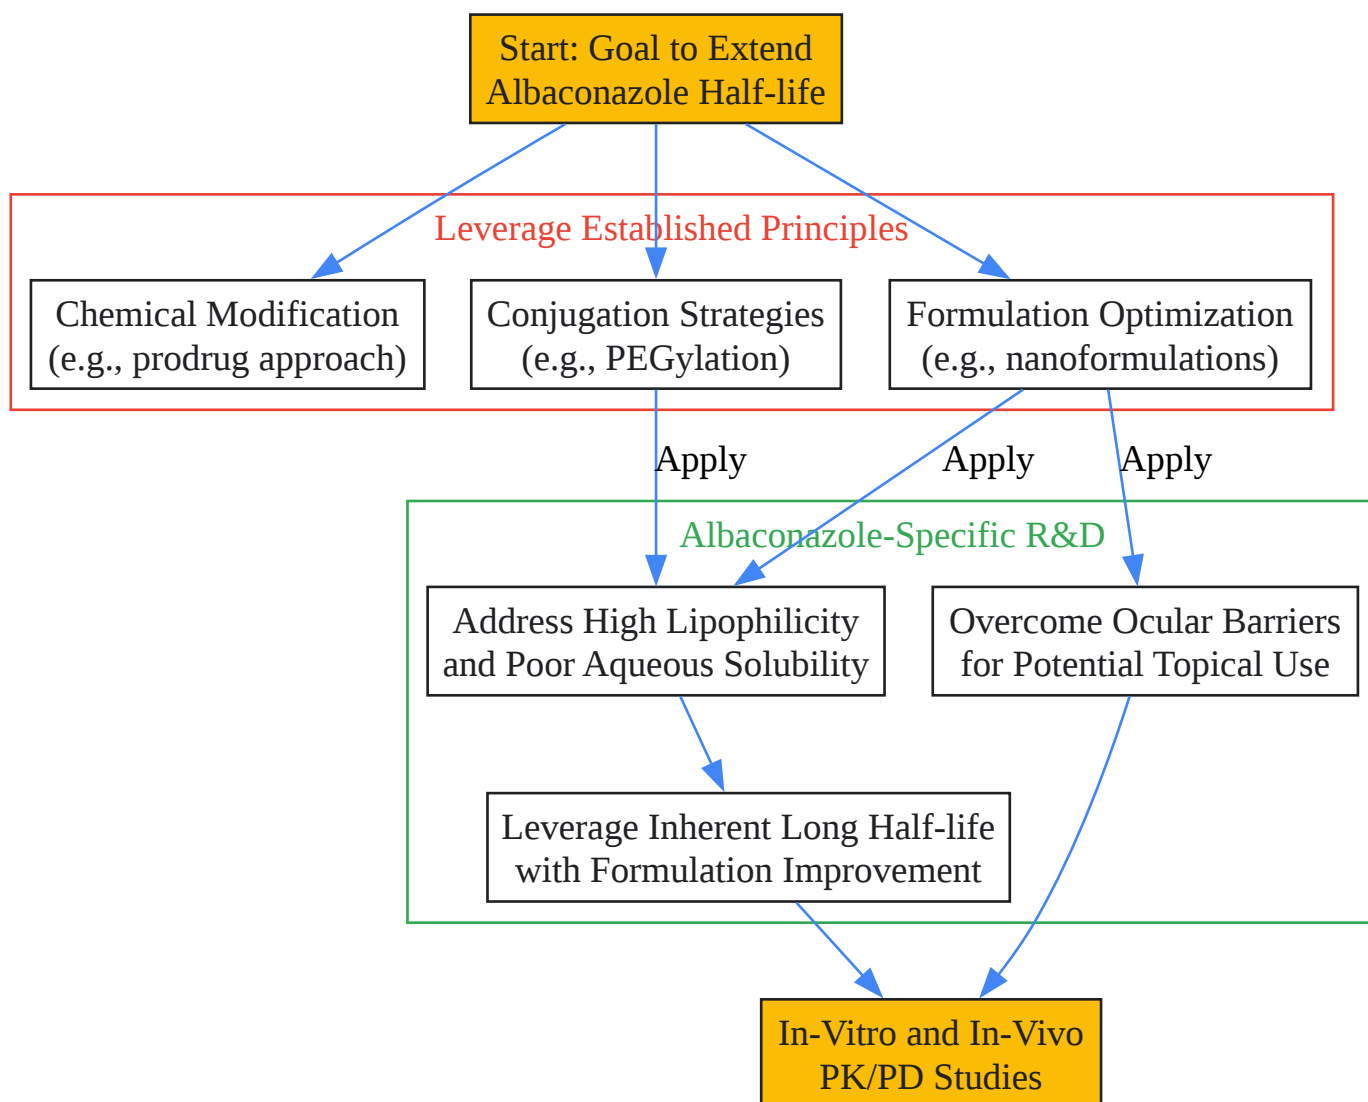 Start: Goal to Extend
Albaconazole Half-life
Leverage Established Principles
Chemical Modification
(e.g., prodrug approach)
Conjugation Strategies
(e.g., PEGylation)
Formulation Optimization
(e.g., nanoformulations)
Apply
Apply
Apply
Albaconazole-Specific R&D
Address High Lipophilicity
and Poor Aqueous Solubility
Overcome Ocular Barriers
for Potential Topical Use
Leverage Inherent Long Half-life
with Formulation Improvement
In-Vitro and In-Vivo
PK/PD Studies